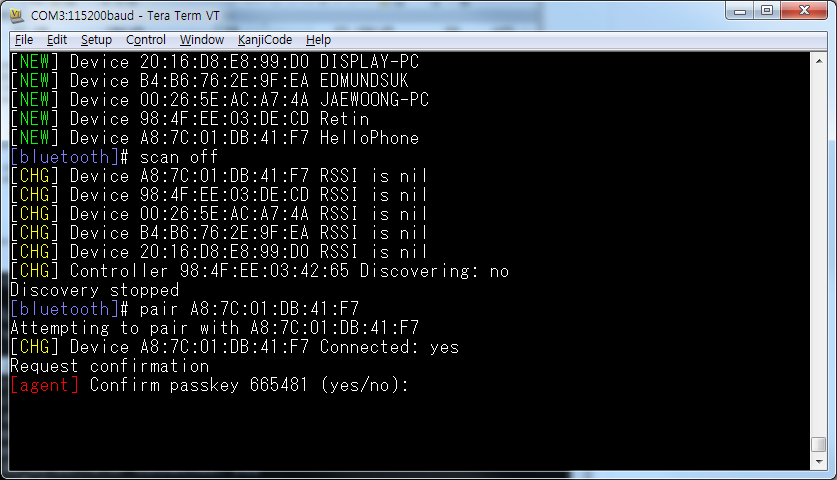 COM3:115200baud - Tera Term VT
File Edit Setup Control Window KanjiCode Help
[NEW] Device 20:16:D8:E8:99:D0 DISPLAY-PC
[NEW] Device B4:B6:76:2E:9F:EA EDMUNDSUK
[NEW] Device 00:26:5E:AC:A7:4A JAEWOONG-PC
[NEW] Device 98:4F:EE:03:DE:CD Retin
[NEW] Device A8:7C:01:DB:41:F7 HelloPhone
[bluetooth]# scan off
[CHG] Device A8:7C:01:DB:41:F7 RSSI is nil
[CHG] Device 98:4F:EE:03:DE:CD RSSI is nil
[CHG] Device 00:26:5E:AC:A7:4A RSSI is nil
[CHG] Device B4:B6:76:2E:9F:EA RSSI is nil
[CHG] Device 20:16:D8:E8:99:D0 RSSI is nil
[CHG] Controller 98:4F:EE:03:42:65 Discovering: no
Discovery stopped
[bluetooth]# pair A8:7C:01:DB:41:F7
Attempting to pair with A8:7C:01:DB:41:F7
[CHG] Device A8:7C:01:DB:41:F7 Connected: yes
Request confirmation
[agent] Confirm passkey 665481 (yes/no):